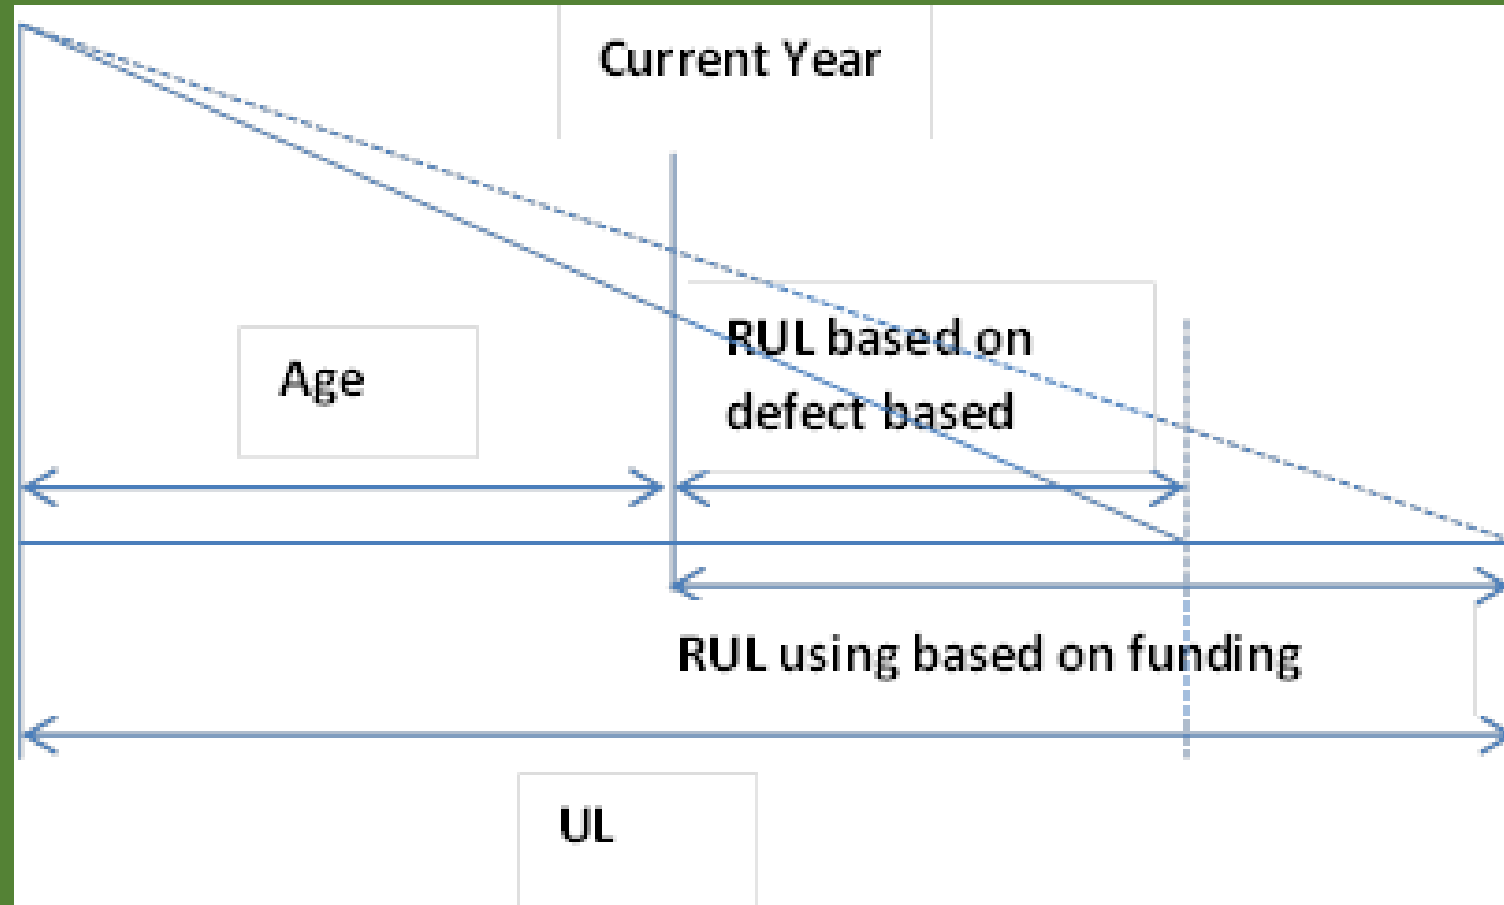 Current Year
Age
RUL based on
defect based
RUL using based on funding
UL